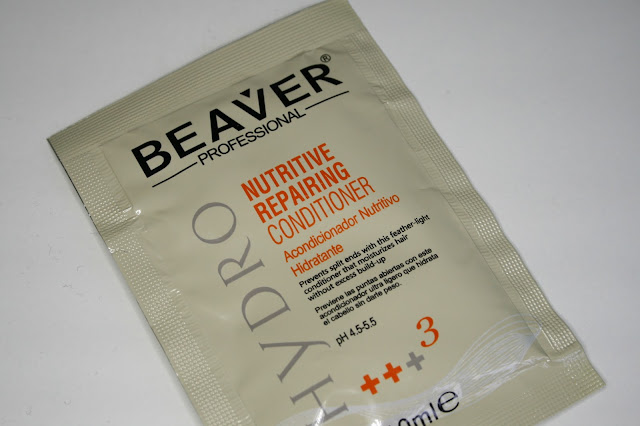 BEAVER®
PROFESSIONAL
HYDRO
NUTRITIVE
REPAIRING
CONDITIONER
Acondicionador Nutritivo
Hidratante
Prevents split ends with this feather-light
conditioner that moisturizes hair
without excess build-up
Previene las puntas abiertas con este
acondicionador ultra ligero que hidrata
el cabello sin darle peso.
pH 4.5-5.5
+++3
0ml℮